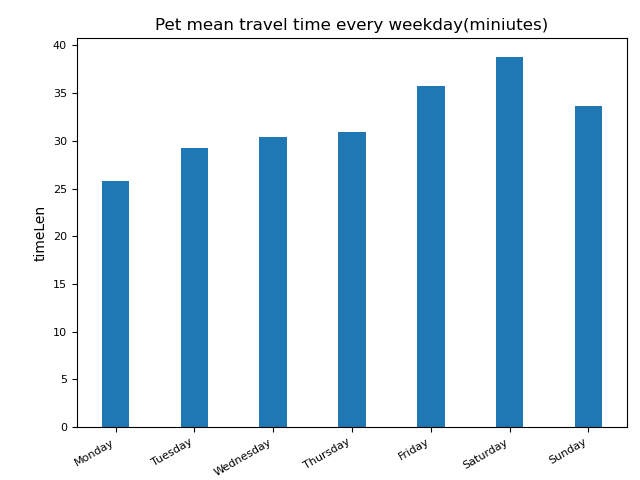 Pet mean travel time every weekday(miniutes)
timeLen
40
35
30
25
20
15
10
5
0
Monday
Tuesday
Wednesday
Thursday
Friday
Saturday
Sunday